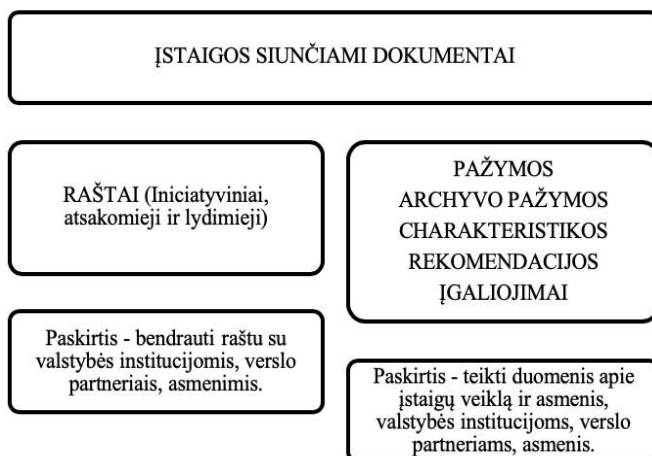 ĮSTAIGOS SIUNČIAMI DOKUMENTAI
RAŠTAI (Iniciatyviniai,
atsakomieji ir lydimieji)
Paskirtis - bendrauti raštu su
valstybės institucijomis, verslo
partneriais, asmenimis.
PAŽYMOS
ARCHYVO PAŽYMOS
CHARAKTERISTIKOS
REKOMENDACIJOS
ĮGALIOJIMAI
Paskirtis - teikti duomenis apie
įstaigų veiklą ir asmenis,
valstybės institucijoms, verslo
partneriams, asmenis.